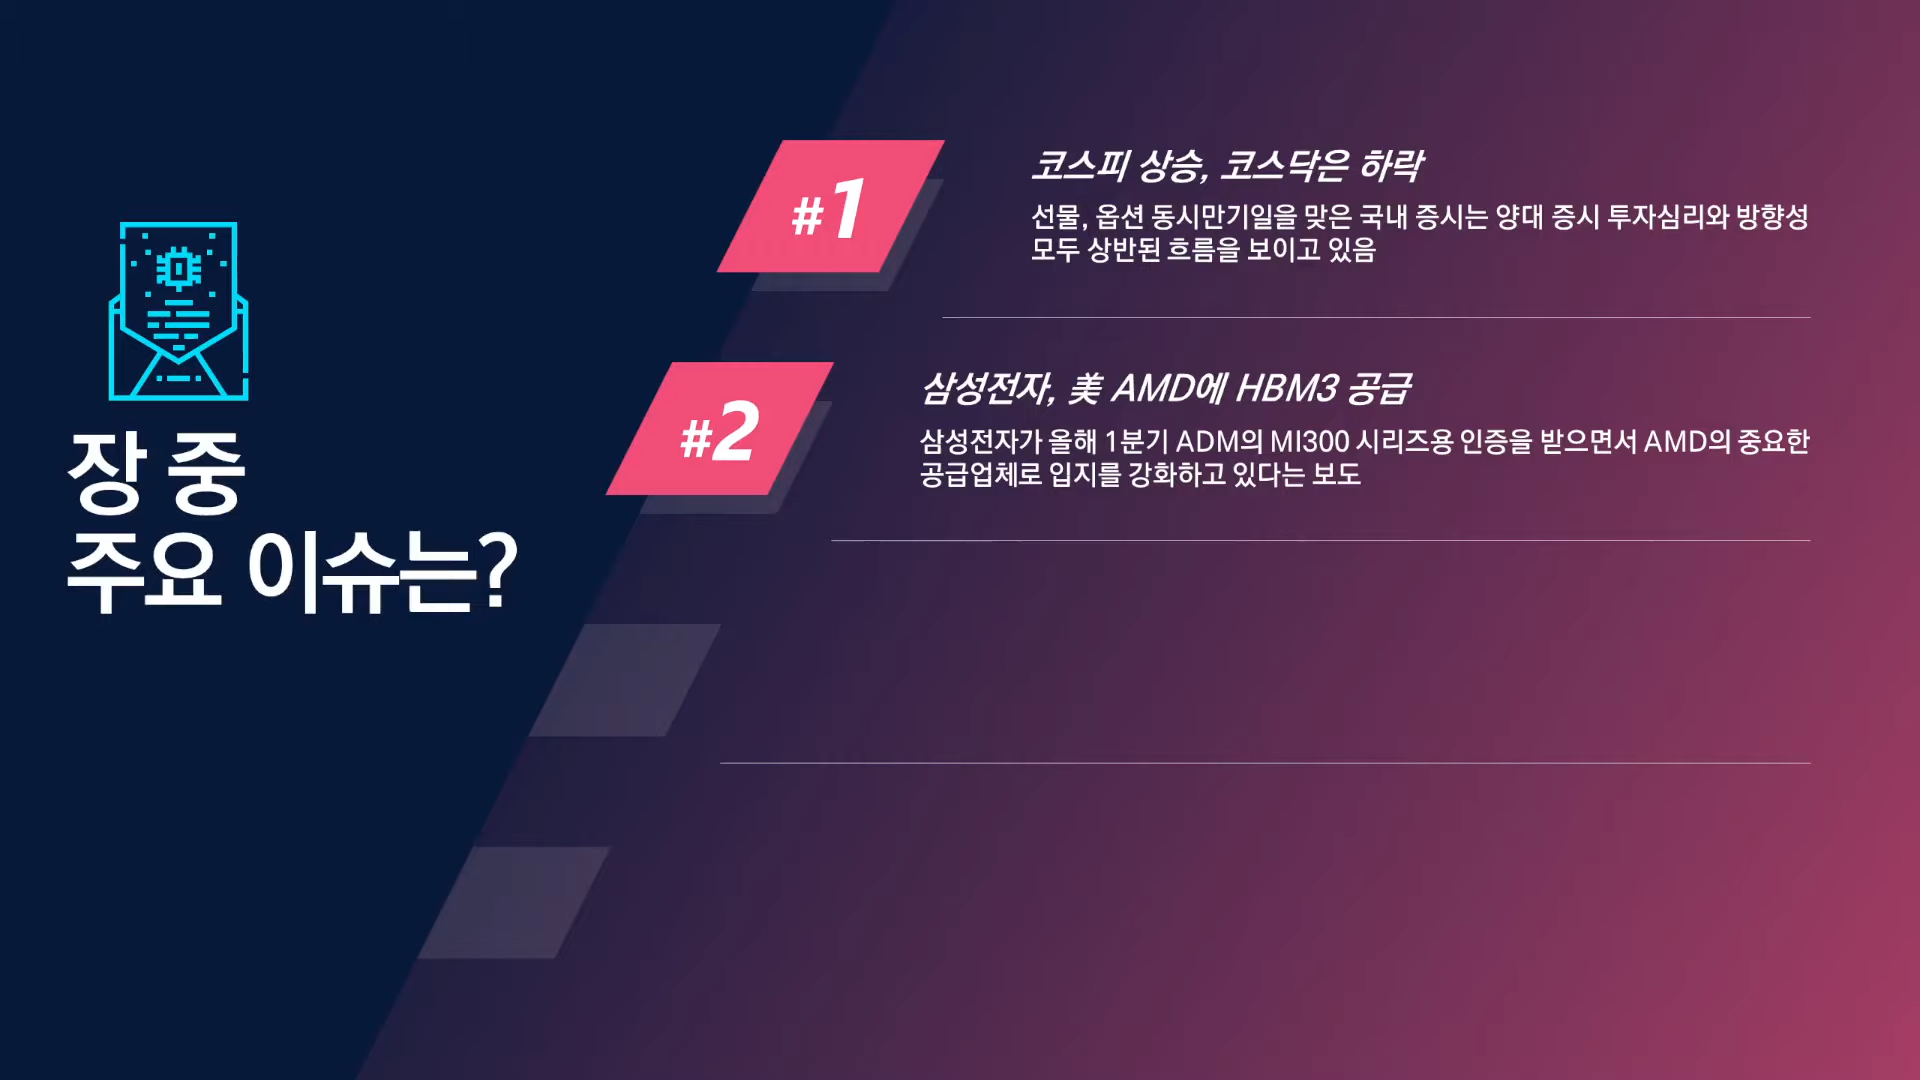 장 중
주요 이슈는?
#1
코스피 상승, 코스닥은 하락
선물, 옵션 동시만기일을 맞은 국내 증시는 양대 증시 투자심리와 방향성
모두 상반된 흐름을 보이고 있음
#2
삼성전자, 美 AMD에 HBM3 공급
삼성전자가 올해 1분기 ADM의 MI300 시리즈용 인증을 받으면서 AMD의 중요한
공급업체로 입지를 강화하고 있다는 보도